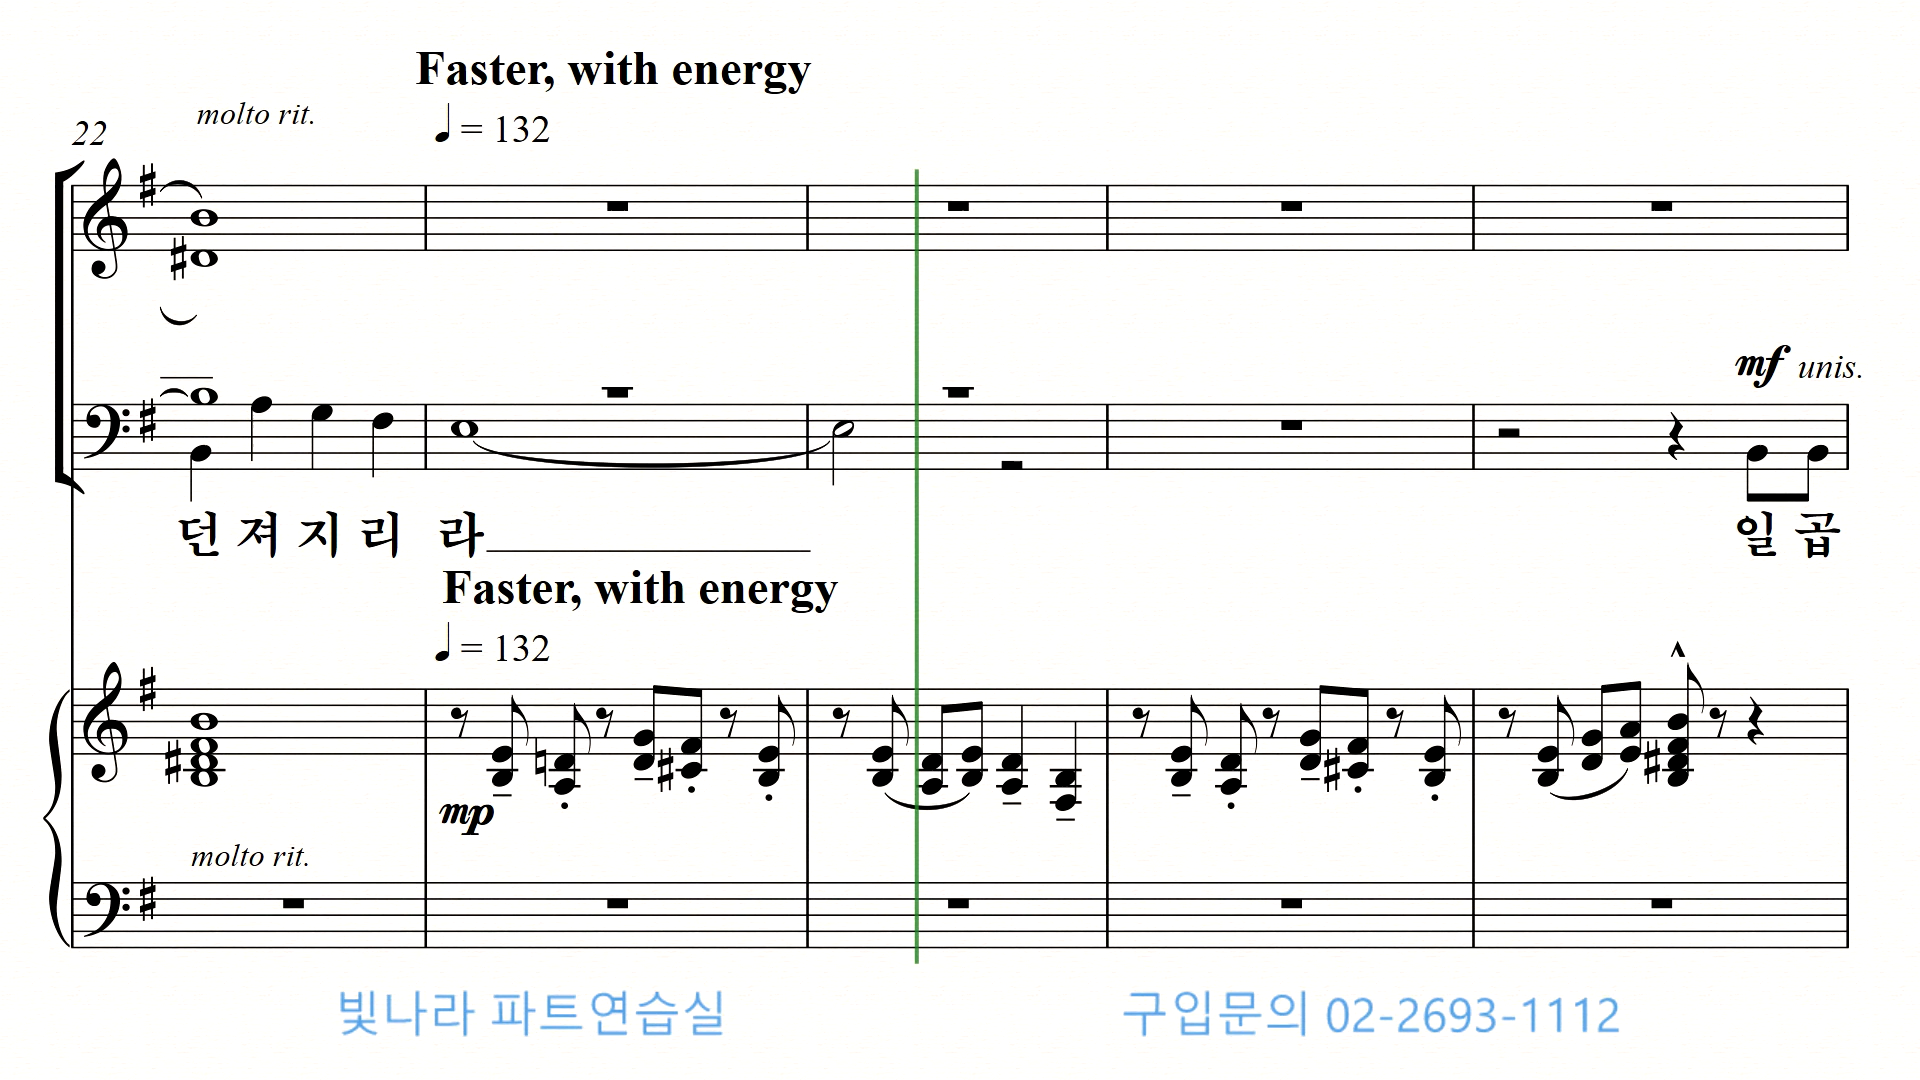 Faster, with energy
molto rit.
22
♩ = 132
mf unis.
던 져 지 리 라 일 곱
Faster, with energy
♩ = 132
mp
molto rit.
빛나라 파트연습실 구입문의 02-2693-1112